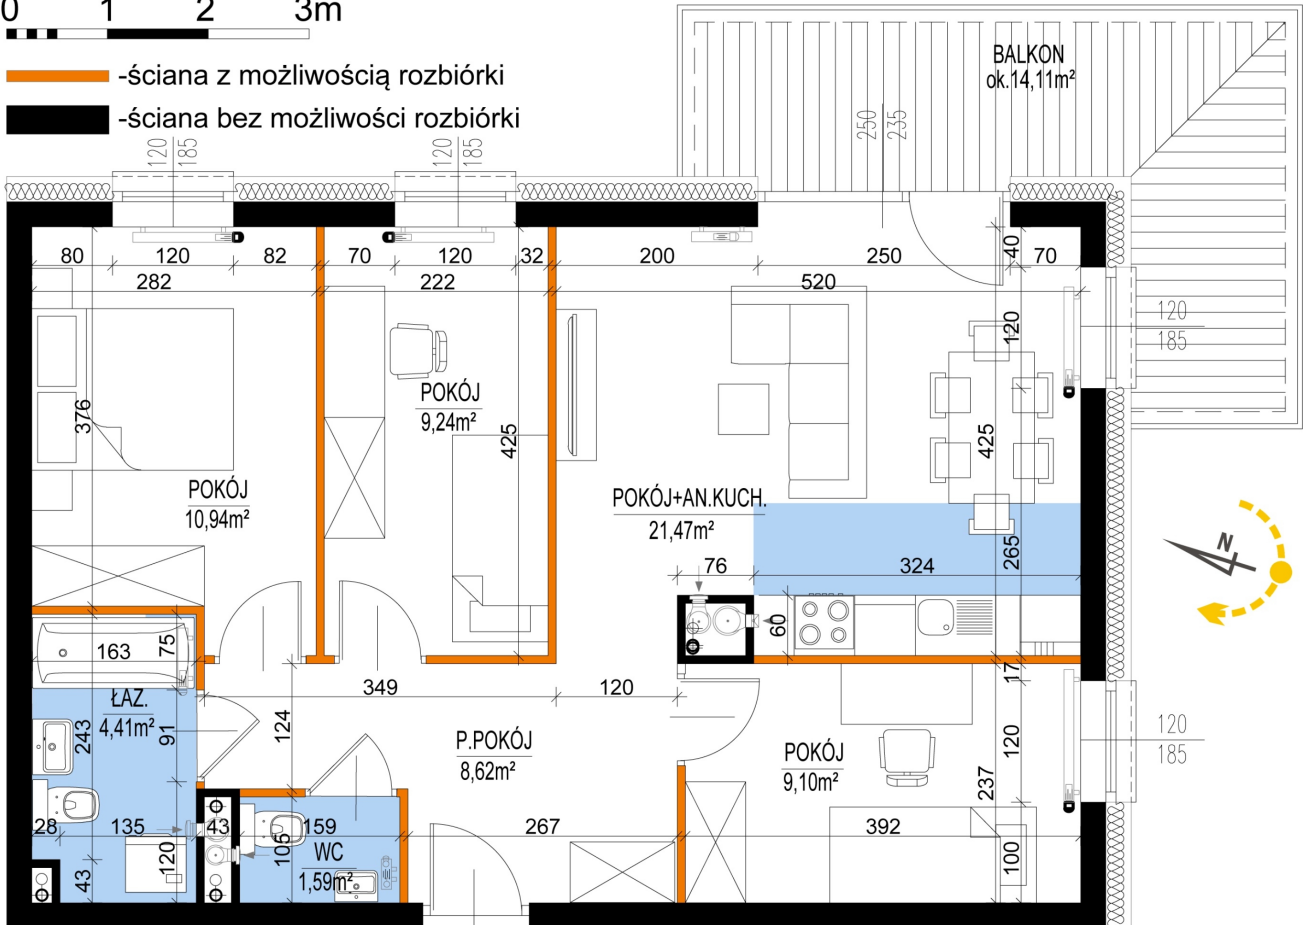 0 1 2 3m
-ściana z możliwością rozbiórki
-ściana bez możliwości rozbiórki
BALKON
ok.14,11m²
250
235
120
185
120
185
80 120 82 70 120 32 200 250 40 70
282 222 520
120
120
185
376
POKÓJ
9,24m²
425
425
POKÓJ
10,94m²
POKÓJ+AN.KUCH.
21,47m²
N
76 324 265
60
75
163
349 120 17
ŁAZ.
4,41m²
243
91
124
P.POKÓJ
8,62m²
POKÓJ
9,10m²
120
237
120
185
28 135 43 159 267 392
105
WC
1,59m²
43
120
100